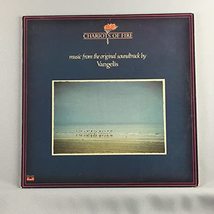 CHARIOTS OF FIRE
music from the original soundtrack by
Vangelis